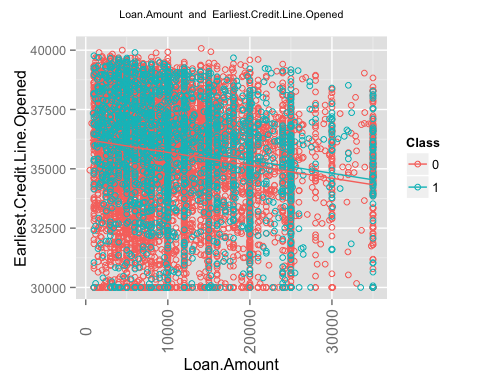 Loan.Amount and Earliest.Credit.Line.Opened
40000
37500
35000
32500
30000
Earliest.Credit.Line.Opened
0
10000
20000
30000
Loan.Amount
Class
0
1